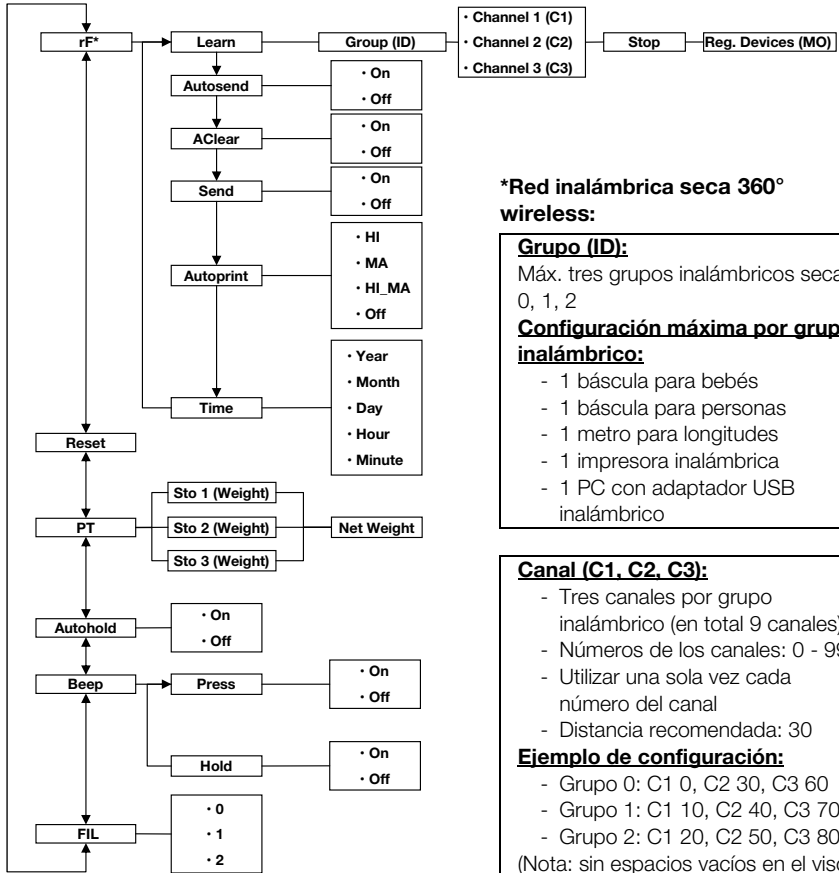 rF*
Learn
Group (ID)
• Channel 1 (C1)
• Channel 2 (C2)
• Channel 3 (C3)
Stop
Reg. Devices (MO)
Autosend
• On
• Off
AClear
• On
• Off
Send
• On
• Off
Autoprint
• HI
• MA
• HI_MA
• Off
Time
• Year
• Month
• Day
• Hour
• Minute
Reset
PT
Sto 1 (Weight)
Sto 2 (Weight)
Sto 3 (Weight)
Net Weight
Autohold
• On
• Off
Beep
Press
• On
• Off
Hold
• On
• Off
FIL
• 0
• 1
• 2
*Red inalámbrica seca 360°
wireless:
Grupo (ID):
Máx. tres grupos inalámbricos seca
0, 1, 2
Configuración máxima por grup
inalámbrico:
- 1 báscula para bebés
- 1 báscula para personas
- 1 metro para longitudes
- 1 impresora inalámbrica
- 1 PC con adaptador USB
inalámbrico
Canal (C1, C2, C3):
- Tres canales por grupo
inalámbrico (en total 9 canales)
- Números de los canales: 0 - 99
- Utilizar una sola vez cada
número del canal
- Distancia recomendada: 30
Ejemplo de configuración:
- Grupo 0: C1 0, C2 30, C3 60
- Grupo 1: C1 10, C2 40, C3 70
- Grupo 2: C1 20, C2 50, C3 80
(Nota: sin espacios vacíos en el viso